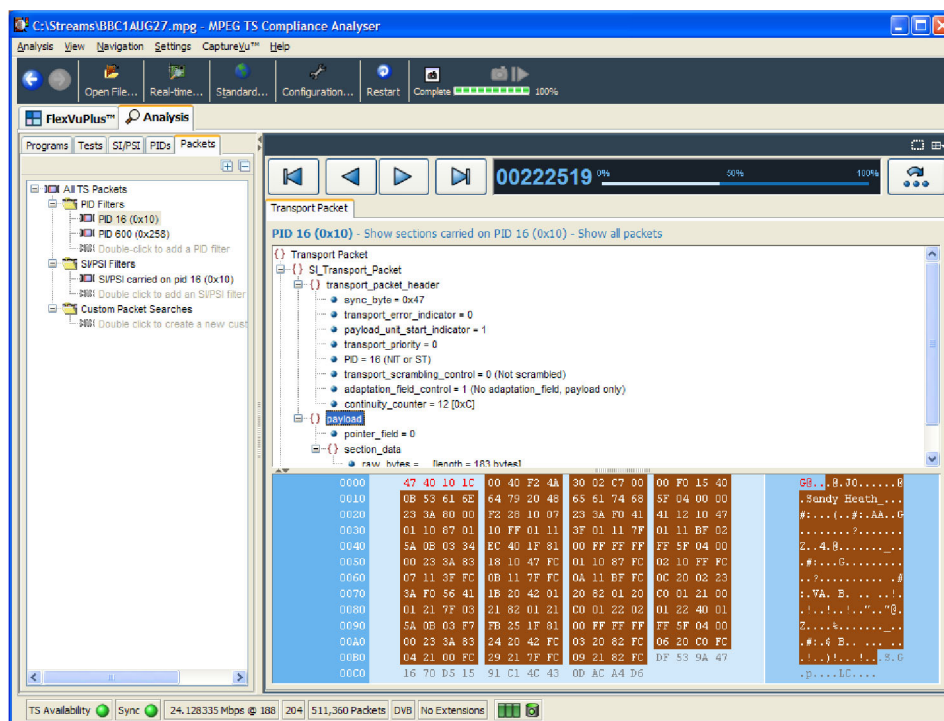 C:\Streams\BBC1AUG27.mpg - MPEG TS Compliance Analyser
Analysis View Navigation Settings CaptureVu™ Help
Open File... Real-time... Standard... Configuration... Restart Complete 100%
FlexVuPlus™ Analysis
Programs Tests SI/PSI PIDs Packets
All TS Packets
PID Filters
PID 16 (0x10)
PID 600 (0x258)
Double-click to add a PID filter
SI/PSI Filters
SI/PSI carried on pid 16 (0x10)
Double click to add an SI/PSI filter
Custom Packet Searches
Double click to create a new cust
00222519 0% 50% 100%
Transport Packet
PID 16 (0x10) - Show sections carried on PID 16 (0x10) - Show all packets
{} Transport Packet
{} SI_Transport_Packet
{} transport_packet_header
sync_byte = 0x47
transport_error_indicator = 0
payload_unit_start_indicator = 1
transport_priority = 0
PID = 16 (NIT or ST)
transport_scrambling_control = 0 (Not scrambled)
adaptation_field_control = 1 (No adaptation_field, payload only)
continuity_counter = 12 [0xC]
{} payload
pointer_field = 0
{} section_data
raw_bytes = ... [length = 183 bytes]
0000 47 40 10 1C 00 40 F2 4A 30 02 C7 00 00 F0 15 40 G@...@.J0......@
0010 0B 53 61 6E 64 79 20 48 65 61 74 68 5F 04 00 00 .Sandy Heath_...
0020 23 3A 80 00 F2 28 10 07 23 3A F0 41 41 12 10 47 #:...(..#:.AA..G
0030 01 10 87 01 10 FF 01 11 3F 01 11 7F 01 11 BF 02 ........?.......
0040 5A 0B 03 34 EC 40 1F 81 00 FF FF FF FF 5F 04 00 Z..4.@......._..
0050 00 23 3A 83 18 10 47 FC 01 10 87 FC 02 10 FF FC .#:...G.........
0060 07 11 3F FC 0B 11 7F FC 0A 11 BF FC 0C 20 02 23 ..?.......... .#
0070 3A F0 56 41 1B 20 42 01 20 82 01 20 C0 01 21 00 :.VA. B. .. ..!.
0080 01 21 7F 03 21 82 01 21 C0 01 22 02 01 22 40 01 .!..!..!..".."@.
0090 5A 0B 03 F7 FB 25 1F 81 00 FF FF FF FF 5F 04 00 Z....%......._..
00A0 00 23 3A 83 24 20 42 FC 03 20 82 FC 06 20 C0 FC .#:.$ B.. ... ..
00B0 04 21 00 FC 29 21 7F FC 09 21 82 FC DF 53 9A 47 .!..)!...!...S.G
00C0 16 70 D5 15 91 C1 4C 43 0D AC A4 D6 .p....LC....
TS Availability Sync 24.128335 Mbps @ 188 204 511,360 Packets DVB No Extensions